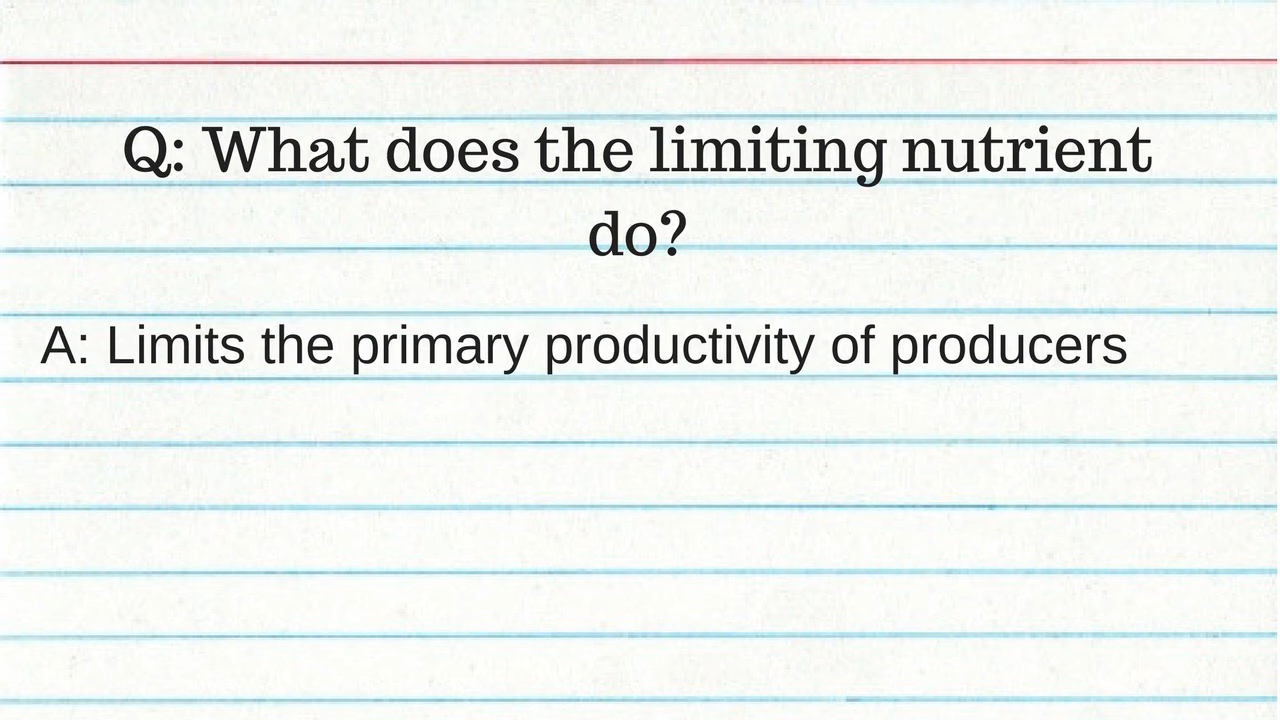 Q: What does the limiting nutrient
do?
A: Limits the primary productivity of producers